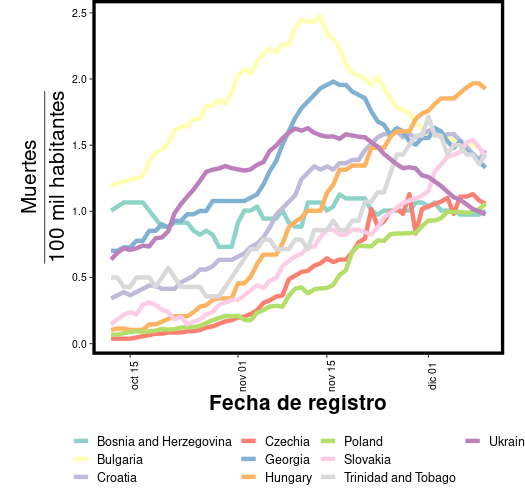 Muertes
100 mil habitantes
2.5
2.0
1.5
1.0
0.5
0.0
oct 15
nov 01
nov 15
dic 01
Fecha de registro
Bosnia and Herzegovina
Czechia
Poland
Ukrain
Bulgaria
Georgia
Slovakia
Croatia
Hungary
Trinidad and Tobago